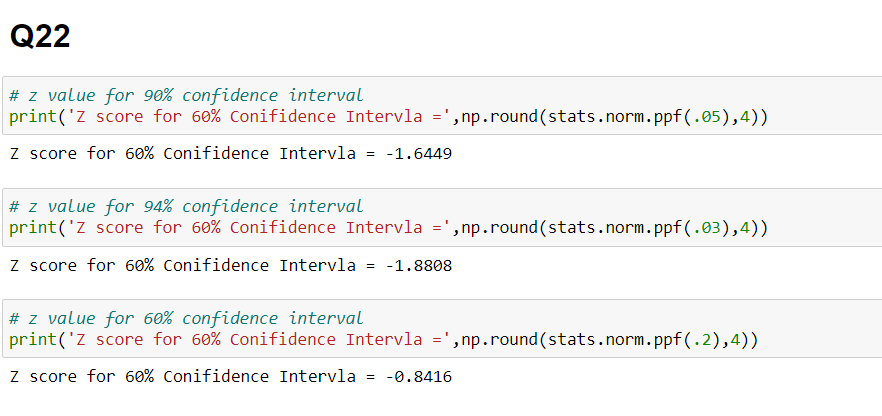 Q22
# z value for 90% confidence interval
print('Z score for 60% Conifidence Intervla =',np.round(stats.norm.ppf(.05),4))
Z score for 60% Conifidence Intervla = -1.6449
# z value for 94% confidence interval
print('Z score for 60% Conifidence Intervla =',np.round(stats.norm.ppf(.03),4))
Z score for 60% Conifidence Intervla = -1.8808
# z value for 60% confidence interval
print('Z score for 60% Conifidence Intervla =',np.round(stats.norm.ppf(.2),4))
Z score for 60% Conifidence Intervla = -0.8416